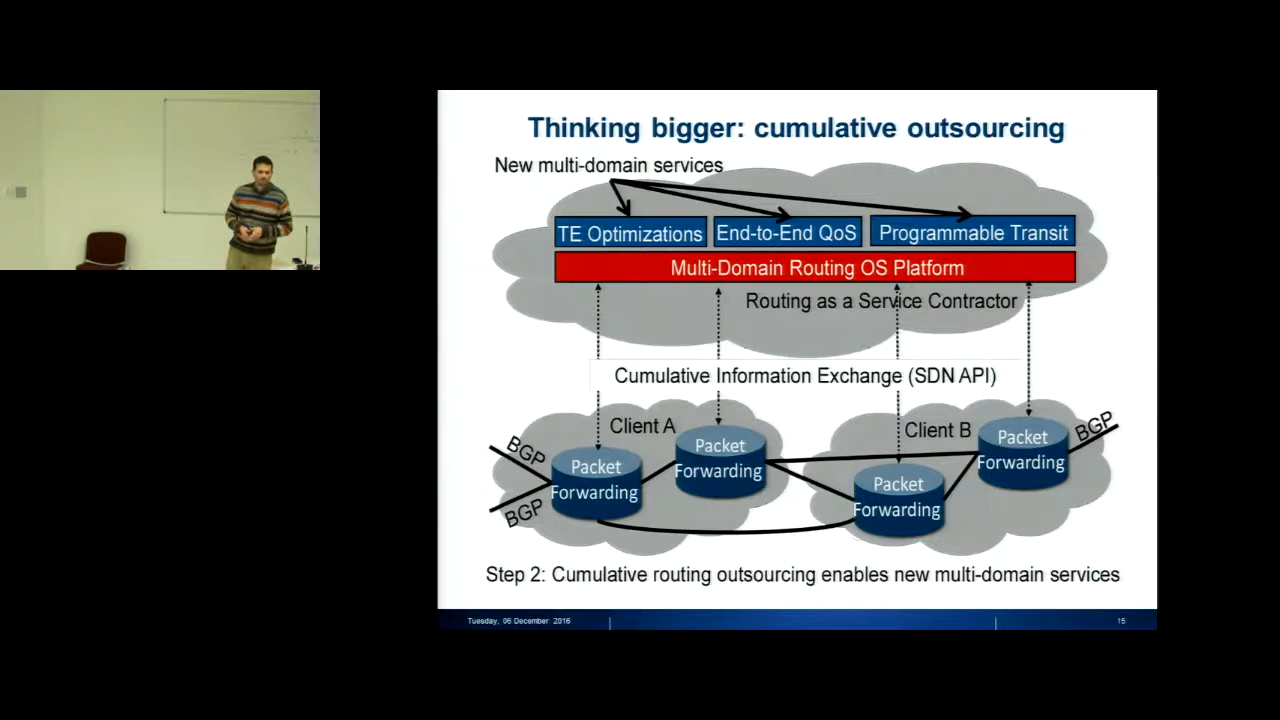 Thinking bigger: cumulative outsourcing
New multi-domain services
TE Optimizations
End-to-End QoS
Programmable Transit
Multi-Domain Routing OS Platform
Routing as a Service Contractor
Cumulative Information Exchange (SDN API)
Client A
Client B
BGP
BGP
BGP
Packet
Forwarding
Packet
Forwarding
Packet
Forwarding
Packet
Forwarding
Step 2: Cumulative routing outsourcing enables new multi-domain services
Tuesday, 06 December 2016
15